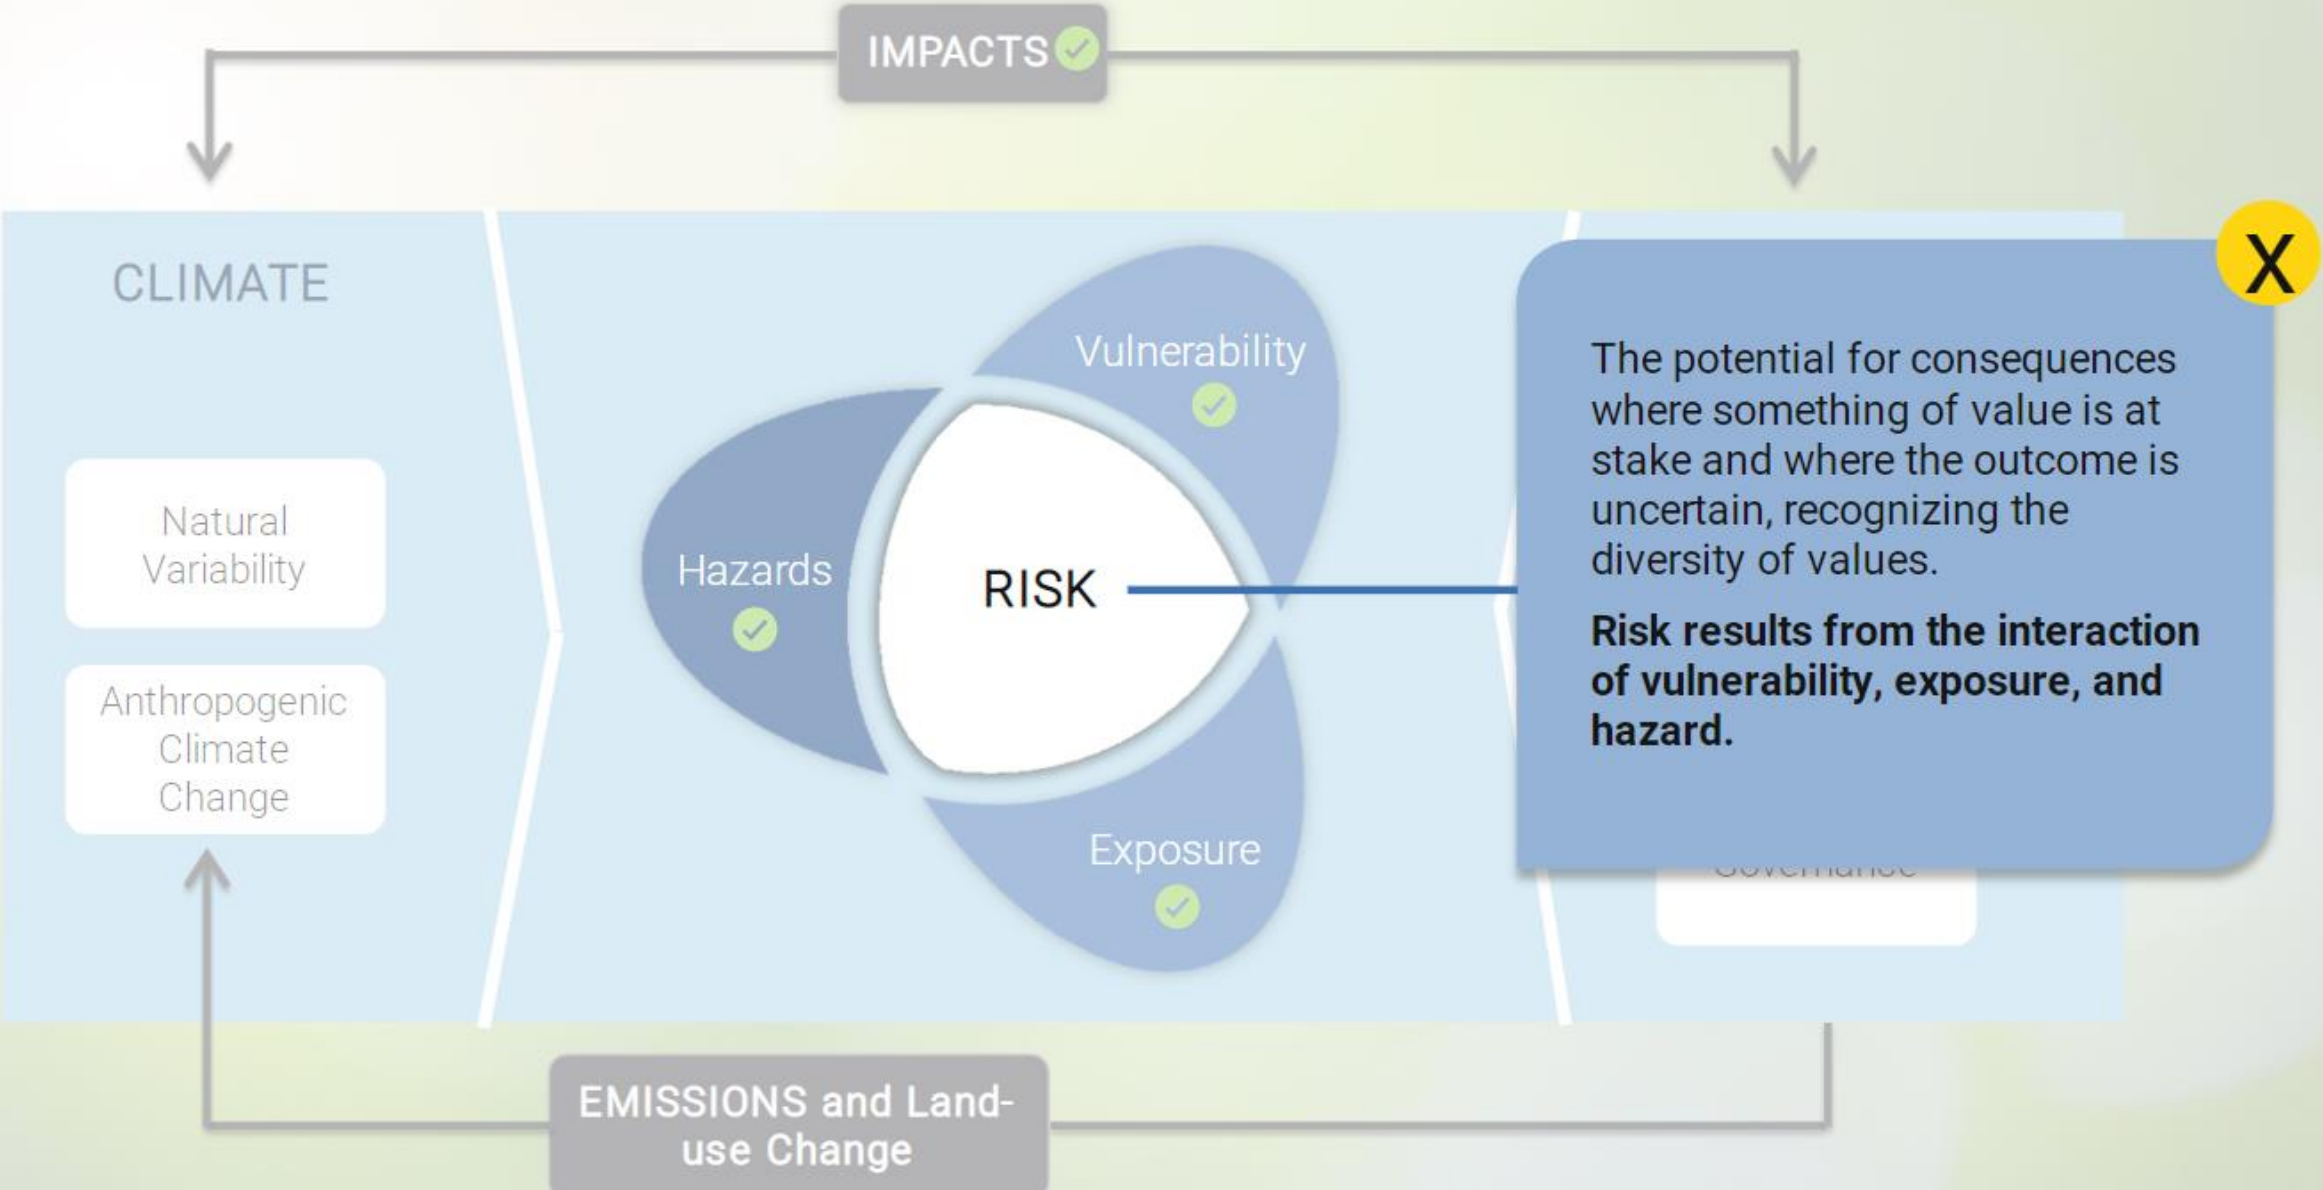 IMPACTS
CLIMATE
Natural
Variability
Anthropogenic
Climate
Change
Vulnerability
Hazards
RISK
Exposure
X
The potential for consequences
where something of value is at
stake and where the outcome is
uncertain, recognizing the
diversity of values.
Risk results from the interaction
of vulnerability, exposure, and
hazard.
EMISSIONS and Land-
use Change